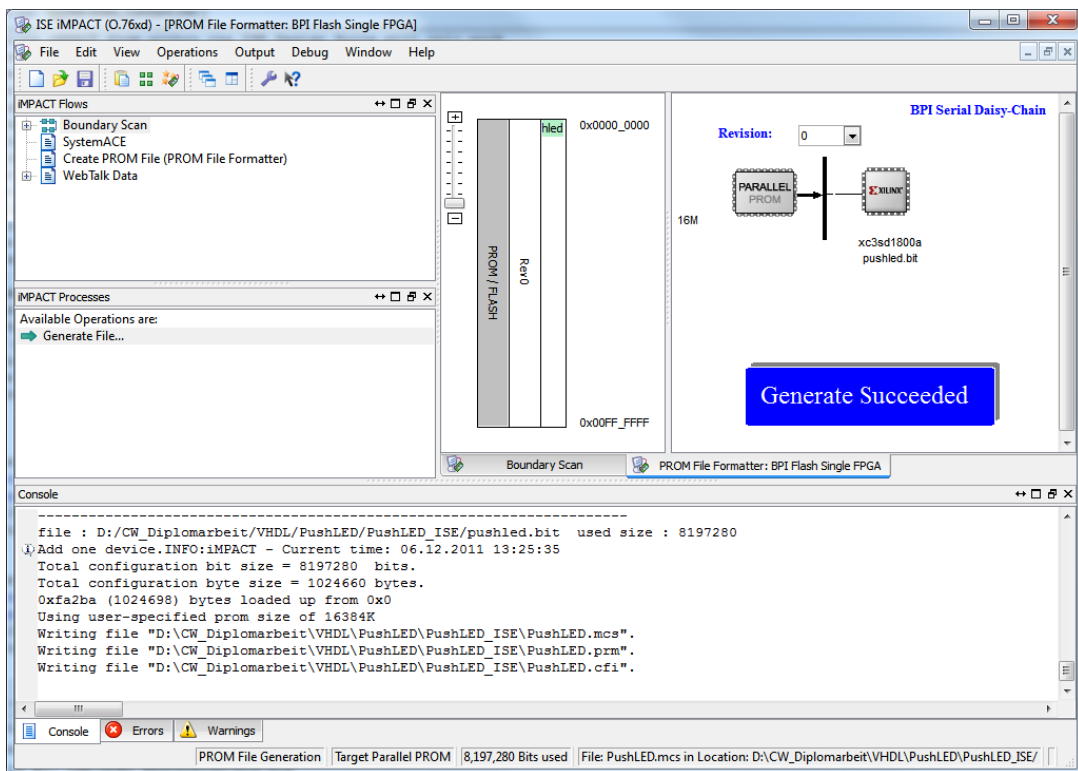 ISE iMPACT (O.76xd) - [PROM File Formatter: BPI Flash Single FPGA]
File Edit View Operations Output Debug Window Help
iMPACT Flows
Boundary Scan
SystemACE
Create PROM File (PROM File Formatter)
WebTalk Data
iMPACT Processes
Available Operations are:
Generate File...
hled
0x0000_0000
PROM / FLASH
Rev0
0x00FF_FFFF
BPI Serial Daisy-Chain
Revision: 0
PARALLEL
PROM
XILINX
16M
xc3sd1800a
pushled.bit
Generate Succeeded
Boundary Scan
PROM File Formatter: BPI Flash Single FPGA
Console
----------------------------------------------------------------------
file : D:/CW_Diplomarbeit/VHDL/PushLED/PushLED_ISE/pushled.bit used size : 8197280
Add one device.INFO:iMPACT - Current time: 06.12.2011 13:25:35
Total configuration bit size = 8197280 bits.
Total configuration byte size = 1024660 bytes.
0xfa2ba (1024698) bytes loaded up from 0x0
Using user-specified prom size of 16384K
Writing file "D:\CW_Diplomarbeit\VHDL\PushLED\PushLED_ISE\PushLED.mcs".
Writing file "D:\CW_Diplomarbeit\VHDL\PushLED\PushLED_ISE\PushLED.prm".
Writing file "D:\CW_Diplomarbeit\VHDL\PushLED\PushLED_ISE\PushLED.cfi".
Console Errors Warnings
PROM File Generation Target Parallel PROM 8,197,280 Bits used File: PushLED.mcs in Location: D:\CW_Diplomarbeit\VHDL\PushLED\PushLED_ISE/